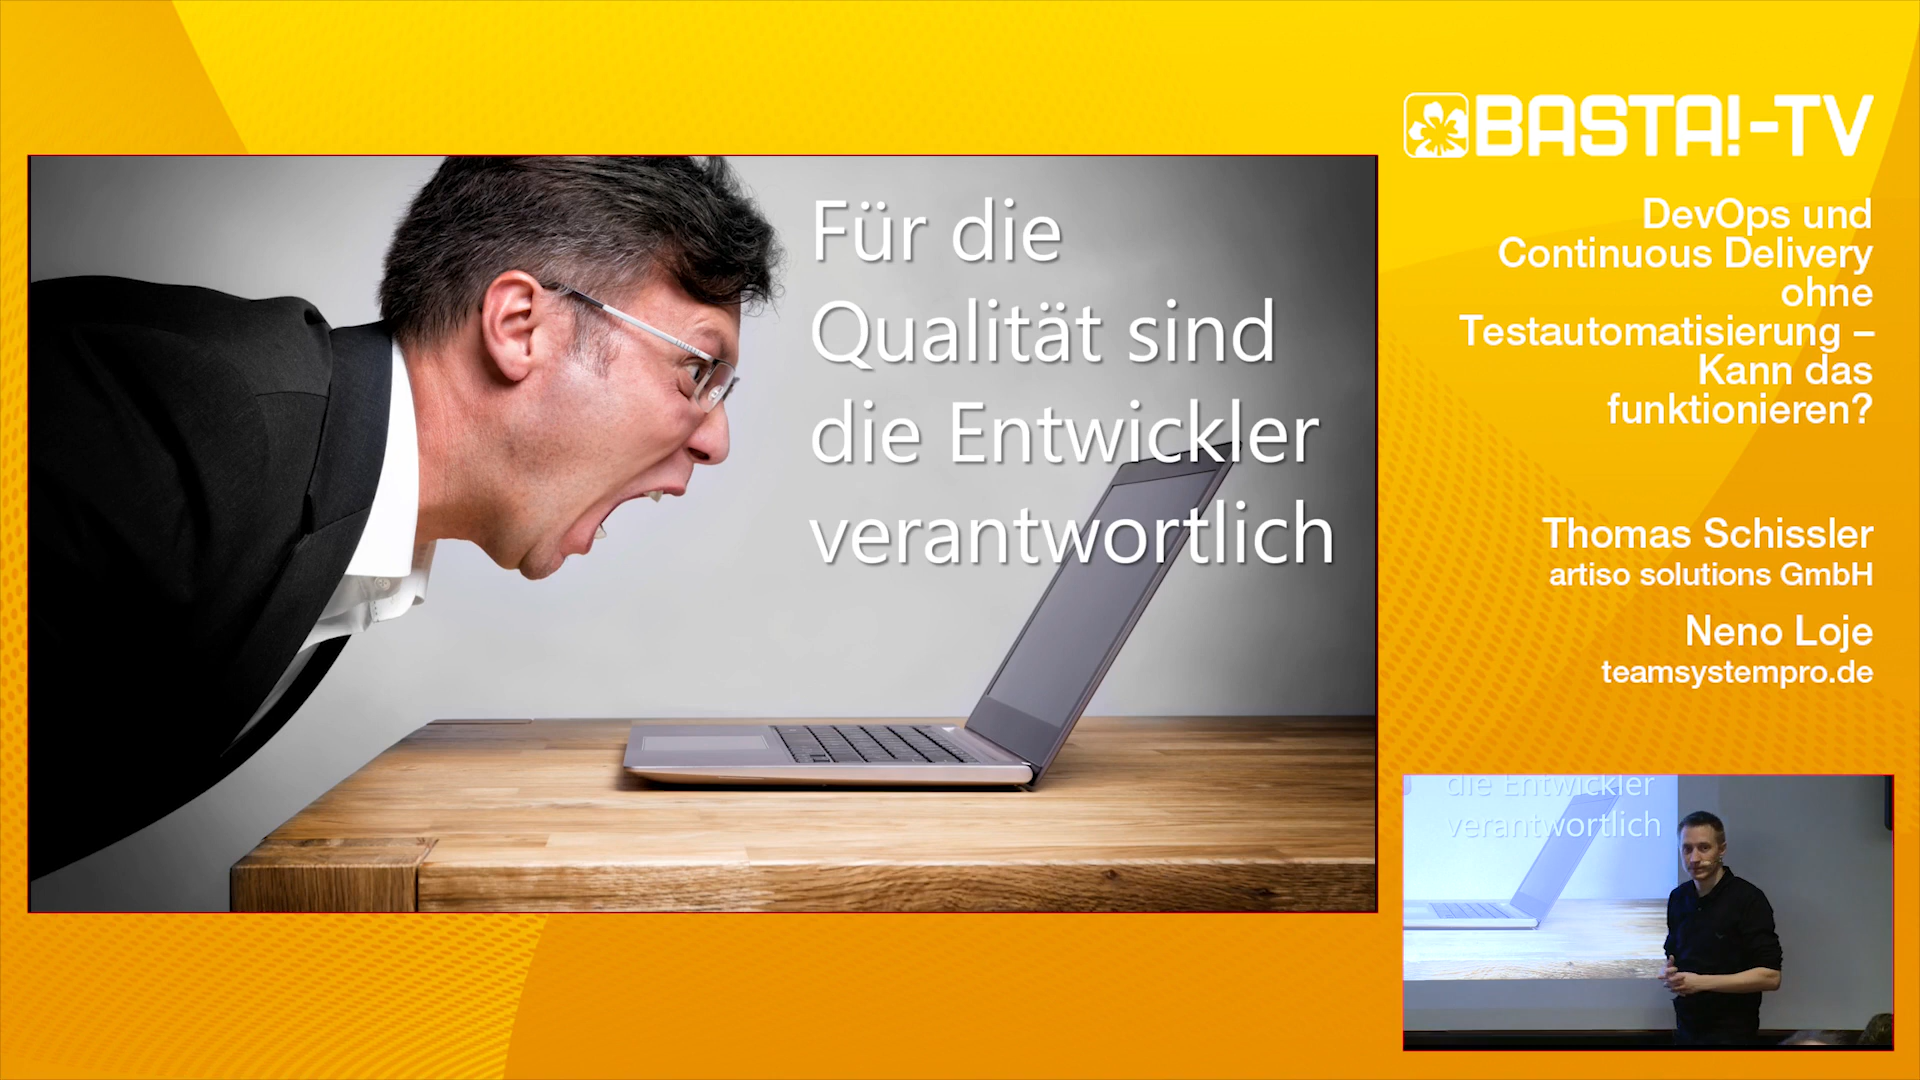 Für die
Qualität sind
die Entwickler
verantwortlich
BASTA!-TV
DevOps und
Continuous Delivery
ohne
Testautomatisierung –
Kann das
funktionieren?
Thomas Schissler
artiso solutions GmbH
Neno Loje
teamsystempro.de
die Entwickler
verantwortlich